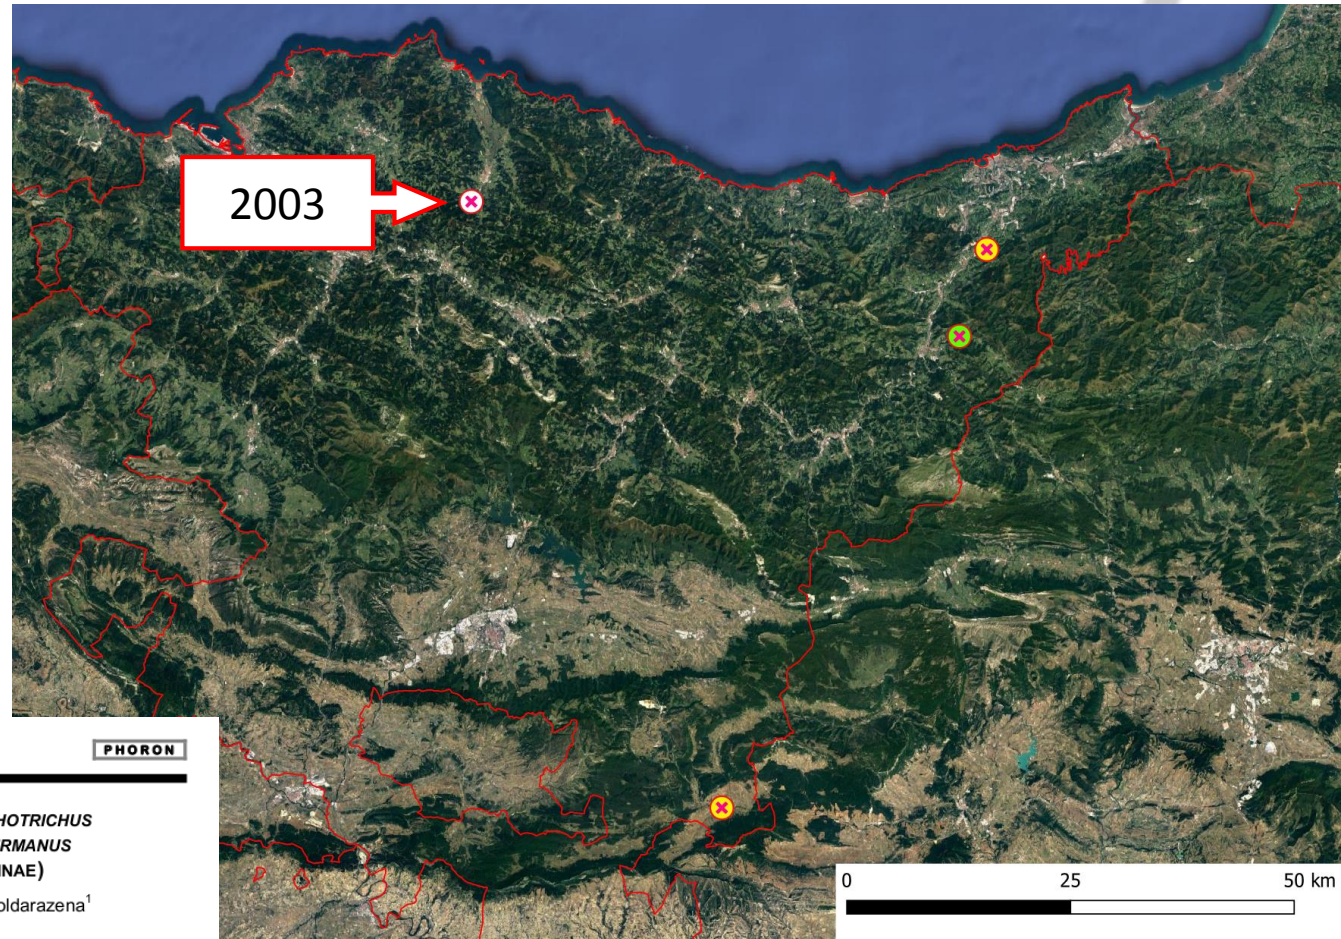 2003
PHORON
HOTRICHUS
RMANUS
INAE)
oldarazena¹
0 25 50 km